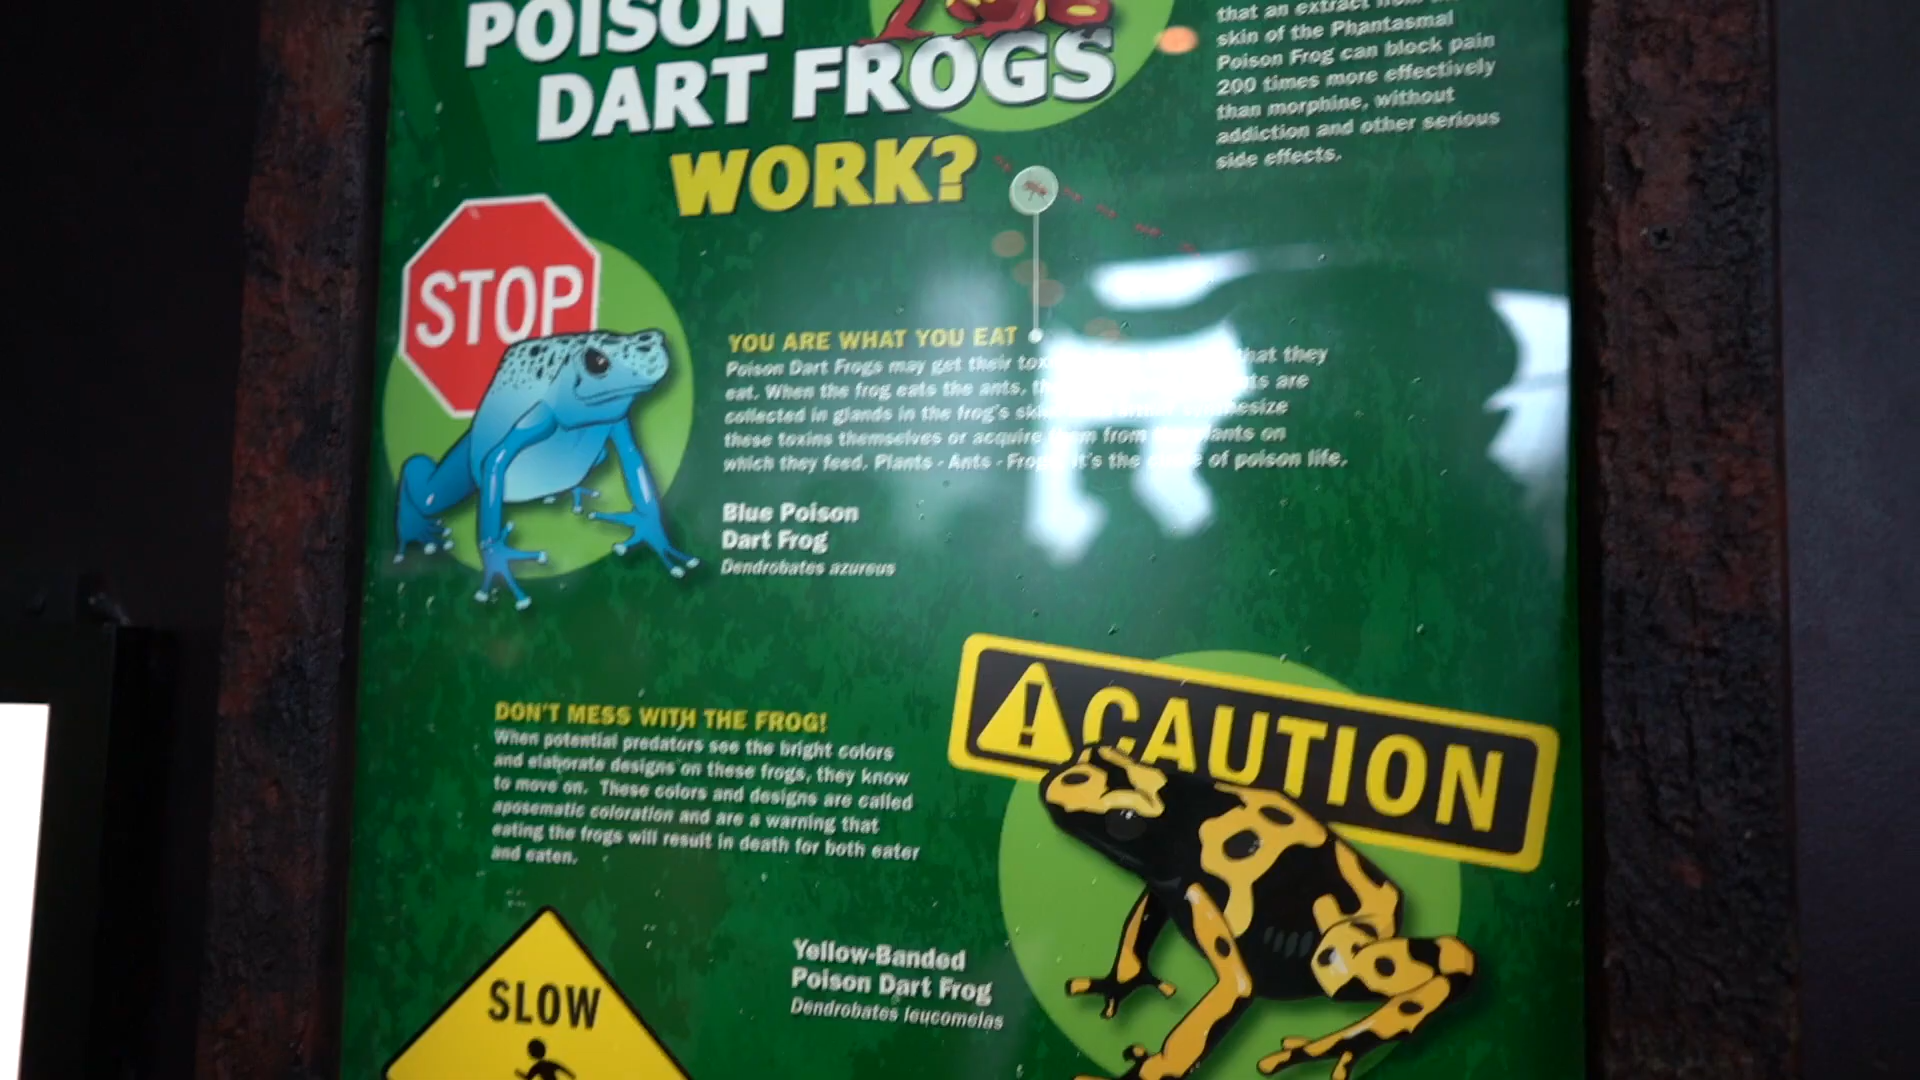 POISON
DART FROGS
WORK?
that an extract
skin of the Phantasmal
Poison Frog can block pain
200 times more effectively
than morphine, without
addiction and other serious
side effects.
STOP
YOU ARE WHAT YOU EAT
Poison Dart Frogs may get their that they
eat. When the frog eats the ants, are
collected in glands in the frog's
these toxins themselves or acquire from on
which they feed. Plants - Ants - It's the of poison life.
Blue Poison
Dart Frog
Dendrobates azureus
DON'T MESS WITH THE FROG!
When potential predators see the bright colors
and elaborate designs on these frogs, they know
to move on. These colors and designs are called
aposematic coloration and are a warning that
eating the frogs will result in death for both eater
and eaten.
CAUTION
Yellow-Banded
Poison Dart Frog
Dendrobates leucomelas
SLOW